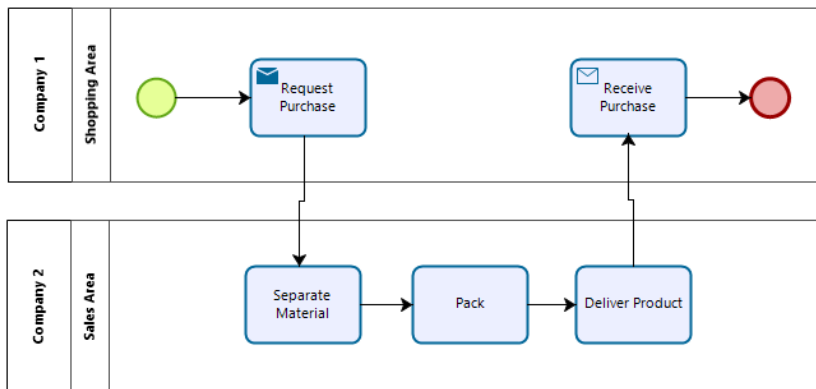 Company 1
Shopping Area
Request
Purchase
Receive
Purchase
Company 2
Sales Area
Separate
Material
Pack
Deliver Product